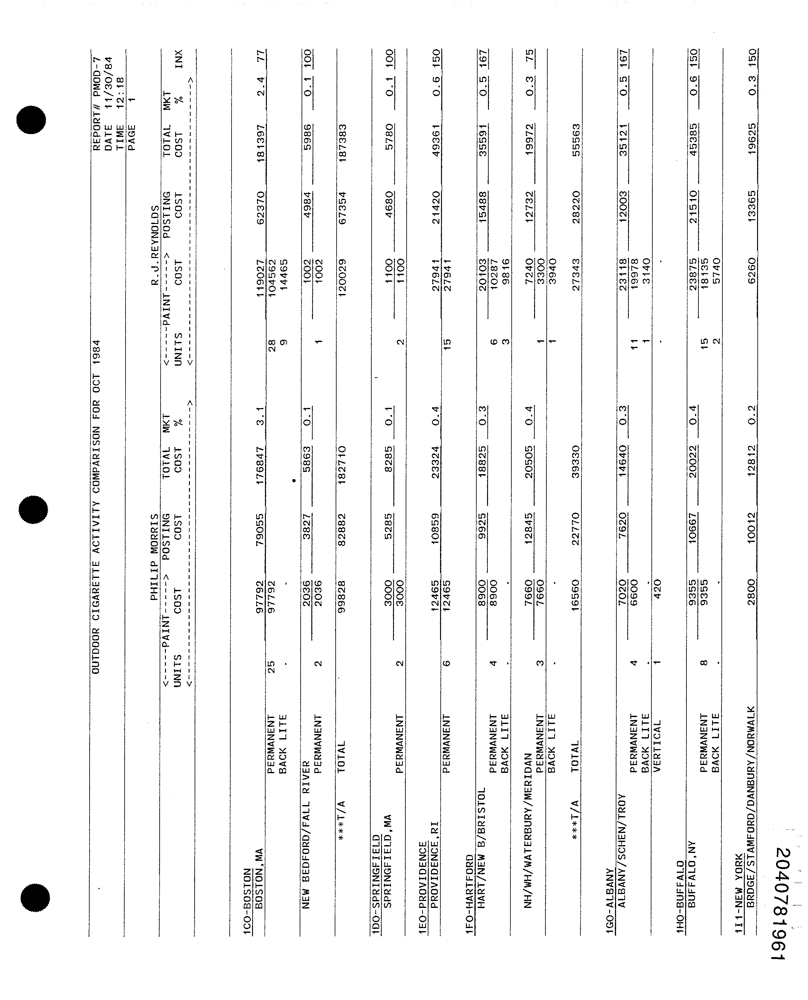 OUTDOOR CIGARETTE ACTIVITY COMPARISON FOR OCT 1984 REPORT# PMOD-7
DATE 11/30/84
TIME 12:18
PAGE 1
PHILIP MORRIS R.J.REYNOLDS
<-----PAINT-----> POSTING TOTAL MKT <-----PAINT-----> POSTING TOTAL MKT INX
UNITS COST COST COST % UNITS COST COST COST %
<--------------------------------------> <-------------------------------------------->
1CO-BOSTON
BOSTON,MA 97792 79055 176847 3.1 119027 62370 181397 2.4 77
PERMANENT 25 97792 28 104562
BACK LITE . . 9 14465
NEW BEDFORD/FALL RIVER 2036 3827 5863 0.1 1002 4984 5986 0.1 100
PERMANENT 2 2036 1 1002
***T/A TOTAL 99828 82882 182710 120029 67354 187383
1DO-SPRINGFIELD
SPRINGFIELD,MA 3000 5285 8285 0.1 1100 4680 5780 0.1 100
PERMANENT 2 3000 2 1100
1EO-PROVIDENCE
PROVIDENCE,RI 12465 10859 23324 0.4 27941 21420 49361 0.6 150
PERMANENT 6 12465 15 27941
1FO-HARTFORD
HART/NEW B/BRISTOL 8900 9925 18825 0.3 20103 15488 35591 0.5 167
PERMANENT 4 8900 6 10287
BACK LITE . . 3 9816
NH/WH/WATERBURY/MERIDAN 7660 12845 20505 0.4 7240 12732 19972 0.3 75
PERMANENT 3 7660 1 3300
BACK LITE . . 1 3940
***T/A TOTAL 16560 22770 39330 27343 28220 55563
1GO-ALBANY
ALBANY/SCHEN/TROY 7020 7620 14640 0.3 23118 12003 35121 0.5 167
PERMANENT 4 6600 11 19978
BACK LITE . . 1 3140
VERTICAL 1 420 . .
1HO-BUFFALO
BUFFALO,NY 9355 10667 20022 0.4 23875 21510 45385 0.6 150
PERMANENT 8 9355 15 18135
BACK LITE . . 2 5740
1I1-NEW YORK
BRDGE/STAMFORD/DANBURY/NORWALK 2800 10012 12812 0.2 6260 13365 19625 0.3 150
2040781961